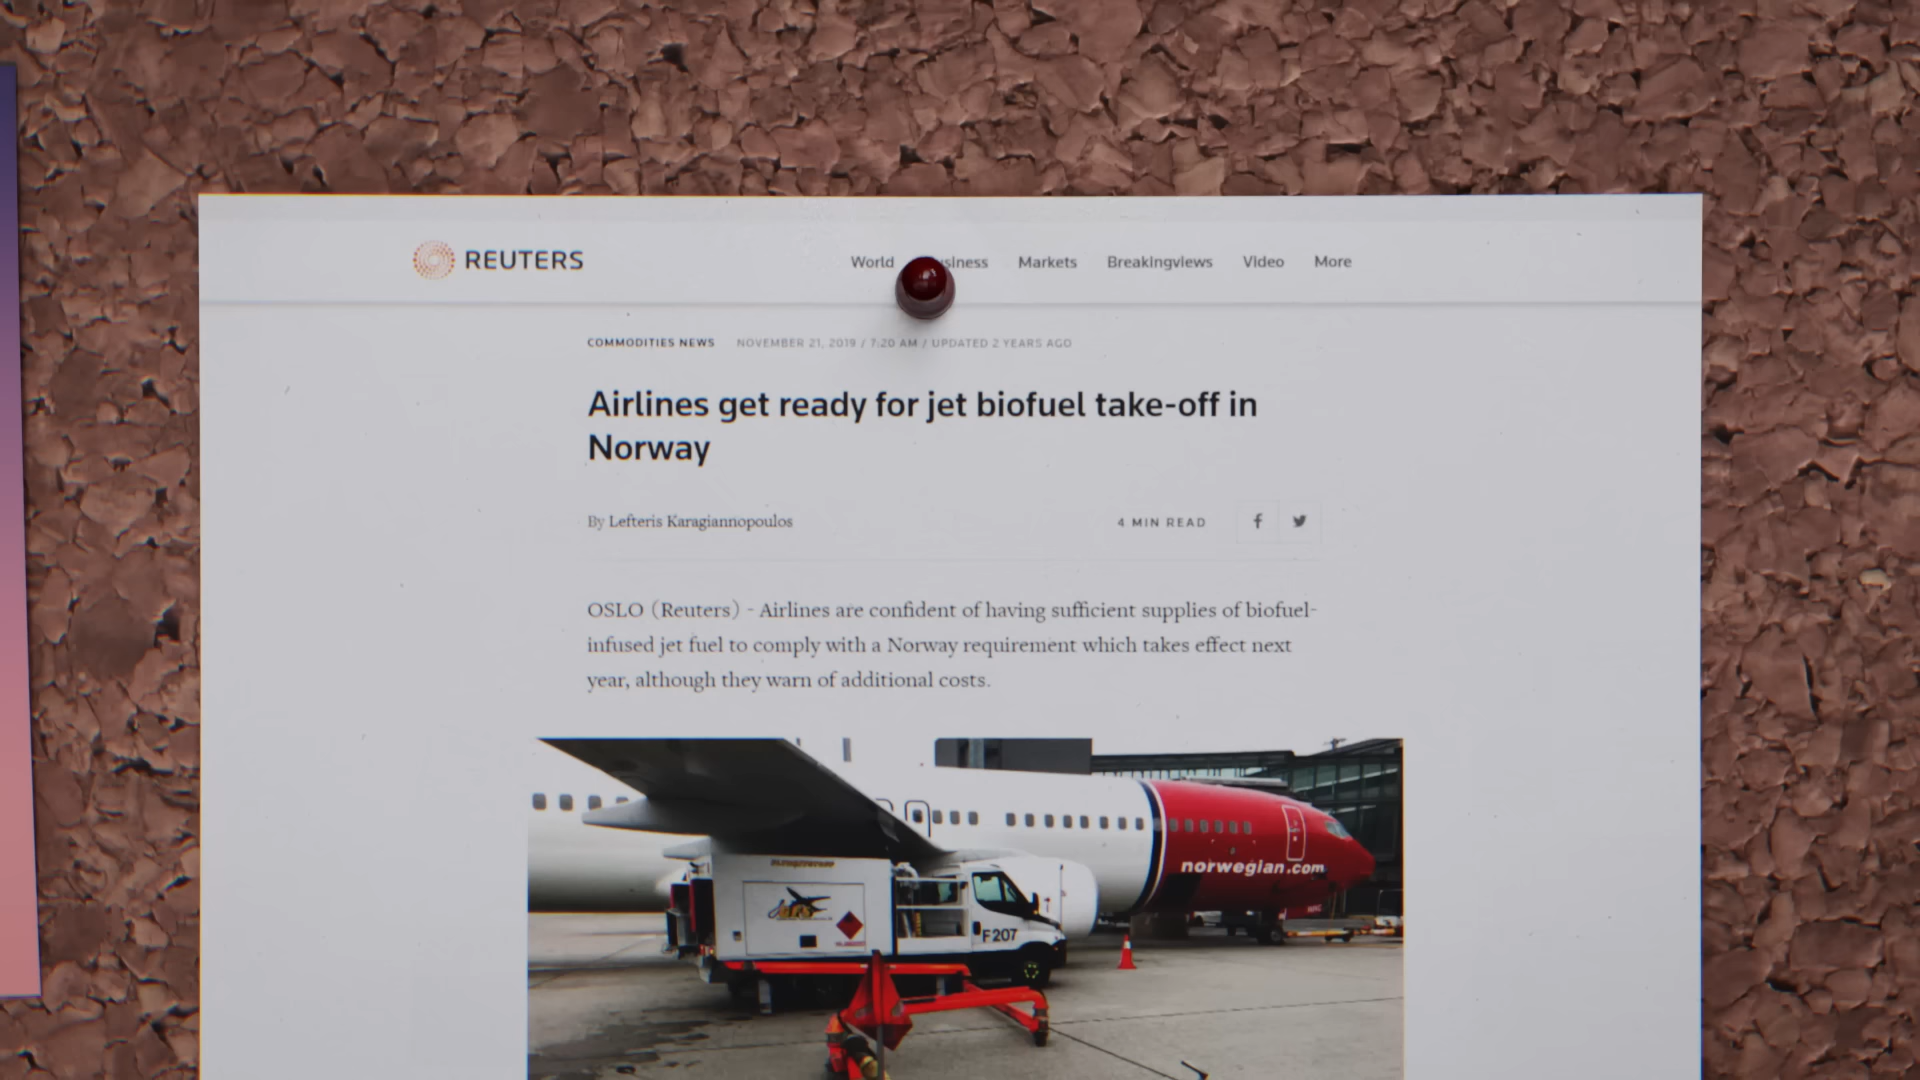 REUTERS
World Business Markets Breakingviews Video More
COMMODITIES NEWS NOVEMBER 21, 2019 / 7:20 AM / UPDATED 2 YEARS AGO
Airlines get ready for jet biofuel take-off in
Norway
By Lefteris Karagiannopoulos
4 MIN READ
OSLO (Reuters) - Airlines are confident of having sufficient supplies of biofuel-
infused jet fuel to comply with a Norway requirement which takes effect next
year, although they warn of additional costs.
norwegian.com
F207